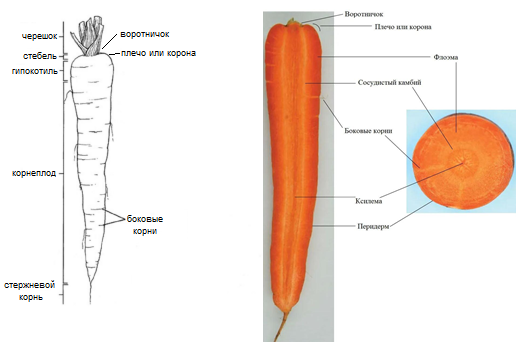 черешок
воротничок
стебель
плечо или корона
гипокотиль
корнеплод
боковые
корни
стержневой
корнь
Воротничок
Плечо или корона
Флоэма
Сосудистый камбий
Боковые корни
Ксилема
Перидерм